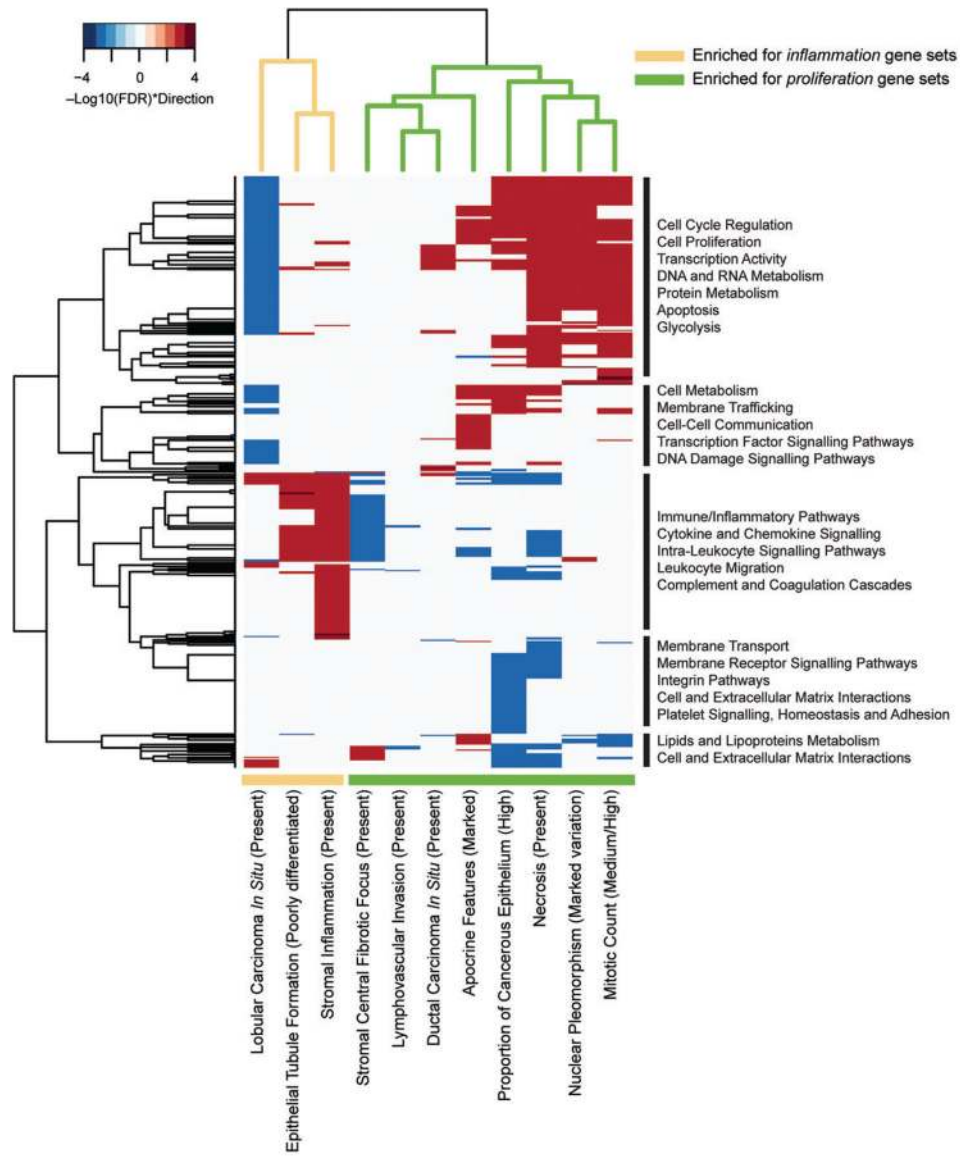 −4 −2 0 2 4
−Log10(FDR)*Direction
Enriched for inflammation gene sets
Enriched for proliferation gene sets
Cell Cycle Regulation
Cell Proliferation
Transcription Activity
DNA and RNA Metabolism
Protein Metabolism
Apoptosis
Glycolysis
Cell Metabolism
Membrane Trafficking
Cell-Cell Communication
Transcription Factor Signalling Pathways
DNA Damage Signalling Pathways
Immune/Inflammatory Pathways
Cytokine and Chemokine Signalling
Intra-Leukocyte Signalling Pathways
Leukocyte Migration
Complement and Coagulation Cascades
Membrane Transport
Membrane Receptor Signalling Pathways
Integrin Pathways
Cell and Extracellular Matrix Interactions
Platelet Signalling, Homeostasis and Adhesion
Lipids and Lipoproteins Metabolism
Cell and Extracellular Matrix Interactions
Lobular Carcinoma In Situ (Present)
Epithelial Tubule Formation (Poorly differentiated)
Stromal Inflammation (Present)
Stromal Central Fibrotic Focus (Present)
Lymphovascular Invasion (Present)
Ductal Carcinoma In Situ (Present)
Apocrine Features (Marked)
Proportion of Cancerous Epithelium (High)
Necrosis (Present)
Nuclear Pleomorphism (Marked variation)
Mitotic Count (Medium/High)